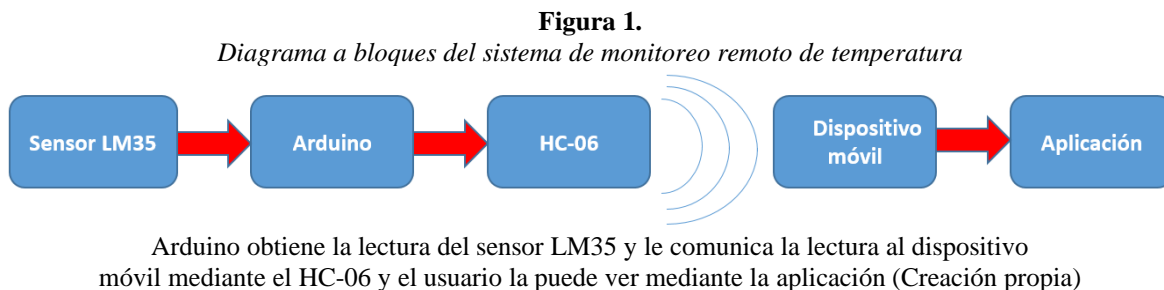 Figura 1.
Diagrama a bloques del sistema de monitoreo remoto de temperatura
Sensor LM35
Arduino
HC-06
Dispositivo
móvil
Aplicación
Arduino obtiene la lectura del sensor LM35 y le comunica la lectura al dispositivo
móvil mediante el HC-06 y el usuario la puede ver mediante la aplicación (Creación propia)